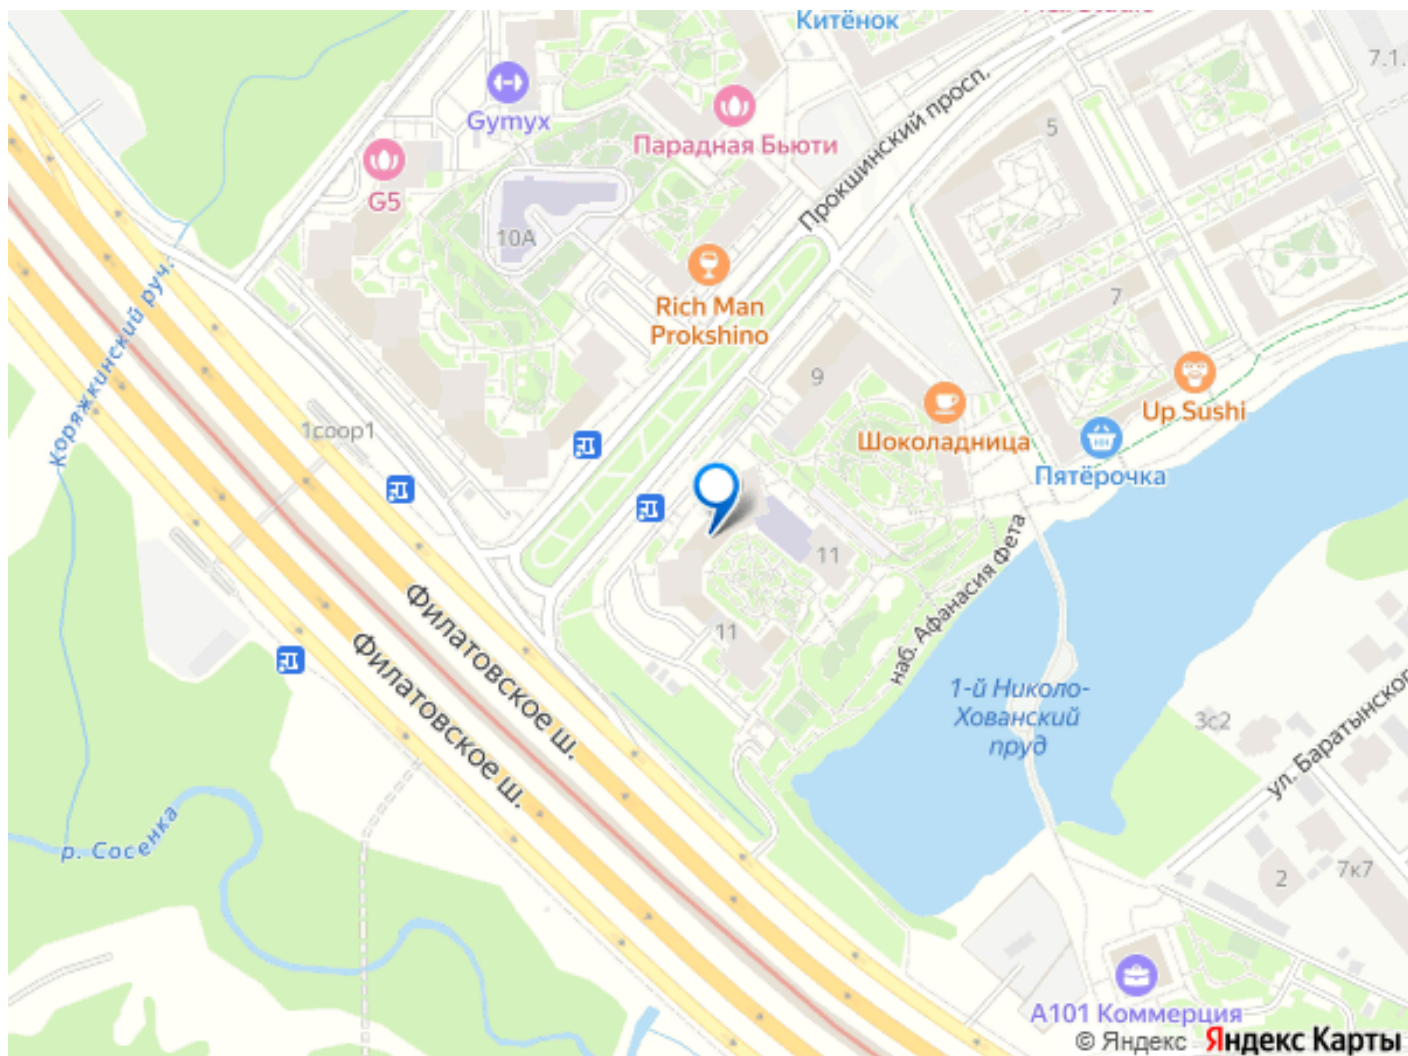 Китёнок
7.1.
Gymyx
Парадная Бьюти
Прокшинский просп.
5
G5
10А
Rich Man
Prokshino
7
Коряжкинский руч.
9
Up Sushi
1соор1
Шоколадница
Пятёрочка
11
наб. Афанасия Фета
11
Филатовское ш.
Филатовское ш.
1-й Николо-
Хованский
пруд
3с2
ул. Баратынского
р. Сосенка
2
7к7
А101 Коммерция
© Яндекс Яндекс Карты